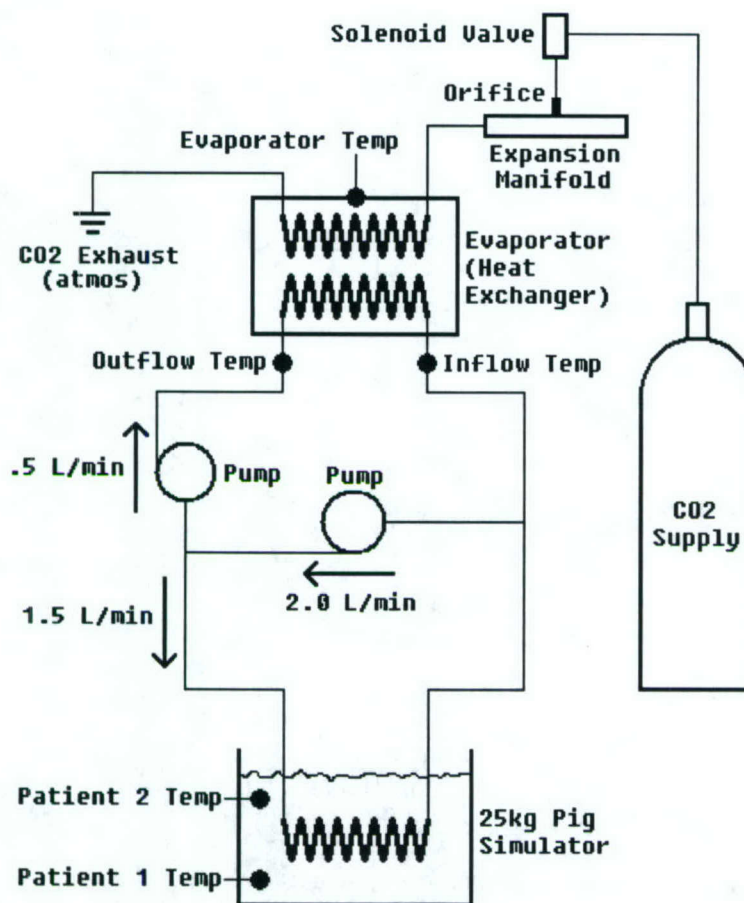 Solenoid Valve
Orifice
Evaporator Temp
Expansion
Manifold
CO2 Exhaust
(atmos)
Evaporator
(Heat
Exchanger)
Outflow Temp
Inflow Temp
.5 L/min
Pump
Pump
CO2
Supply
1.5 L/min
2.0 L/min
Patient 2 Temp
25kg Pig
Simulator
Patient 1 Temp